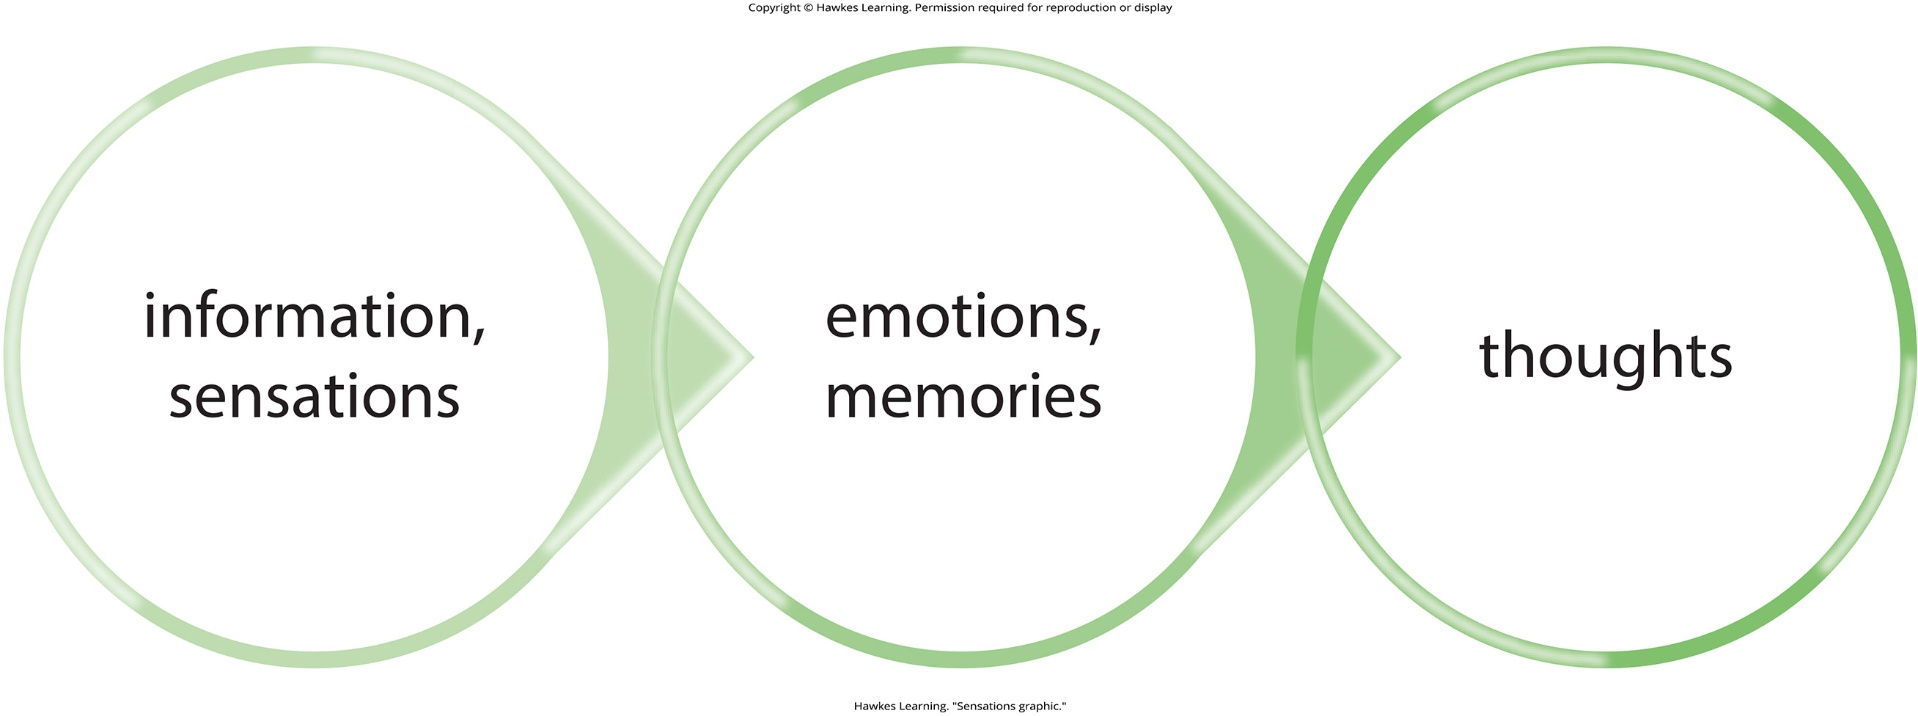 Copyright © Hawkes Learning. Permission required for reproduction or display
information,
sensations
emotions,
memories
thoughts
Hawkes Learning. "Sensations graphic."